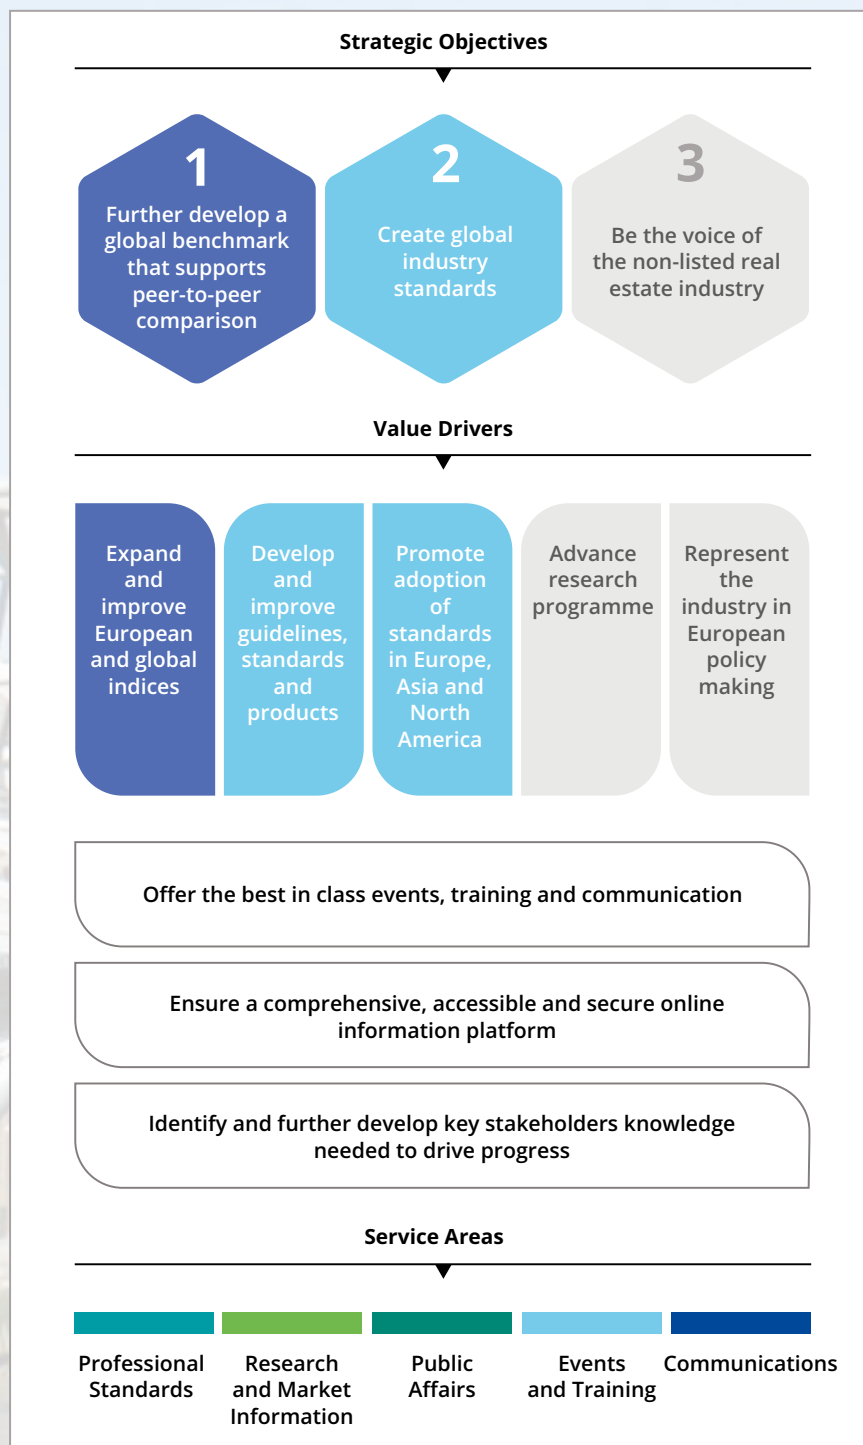 Strategic Objectives
1
Further develop a
global benchmark
that supports
peer-to-peer
comparison
2
Create global
industry
standards
3
Be the voice of
the non-listed real
estate industry
Value Drivers
Expand
and
improve
European
and global
indices
Develop
and
improve
guidelines,
standards
and
products
Promote
adoption
of
standards
in Europe,
Asia and
North
America
Advance
research
programme
Represent
the
industry in
European
policy
making
Offer the best in class events, training and communication
Ensure a comprehensive, accessible and secure online
information platform
Identify and further develop key stakeholders knowledge
needed to drive progress
Service Areas
Professional
Standards
Research
and Market
Information
Public
Affairs
Events
and Training
Communications